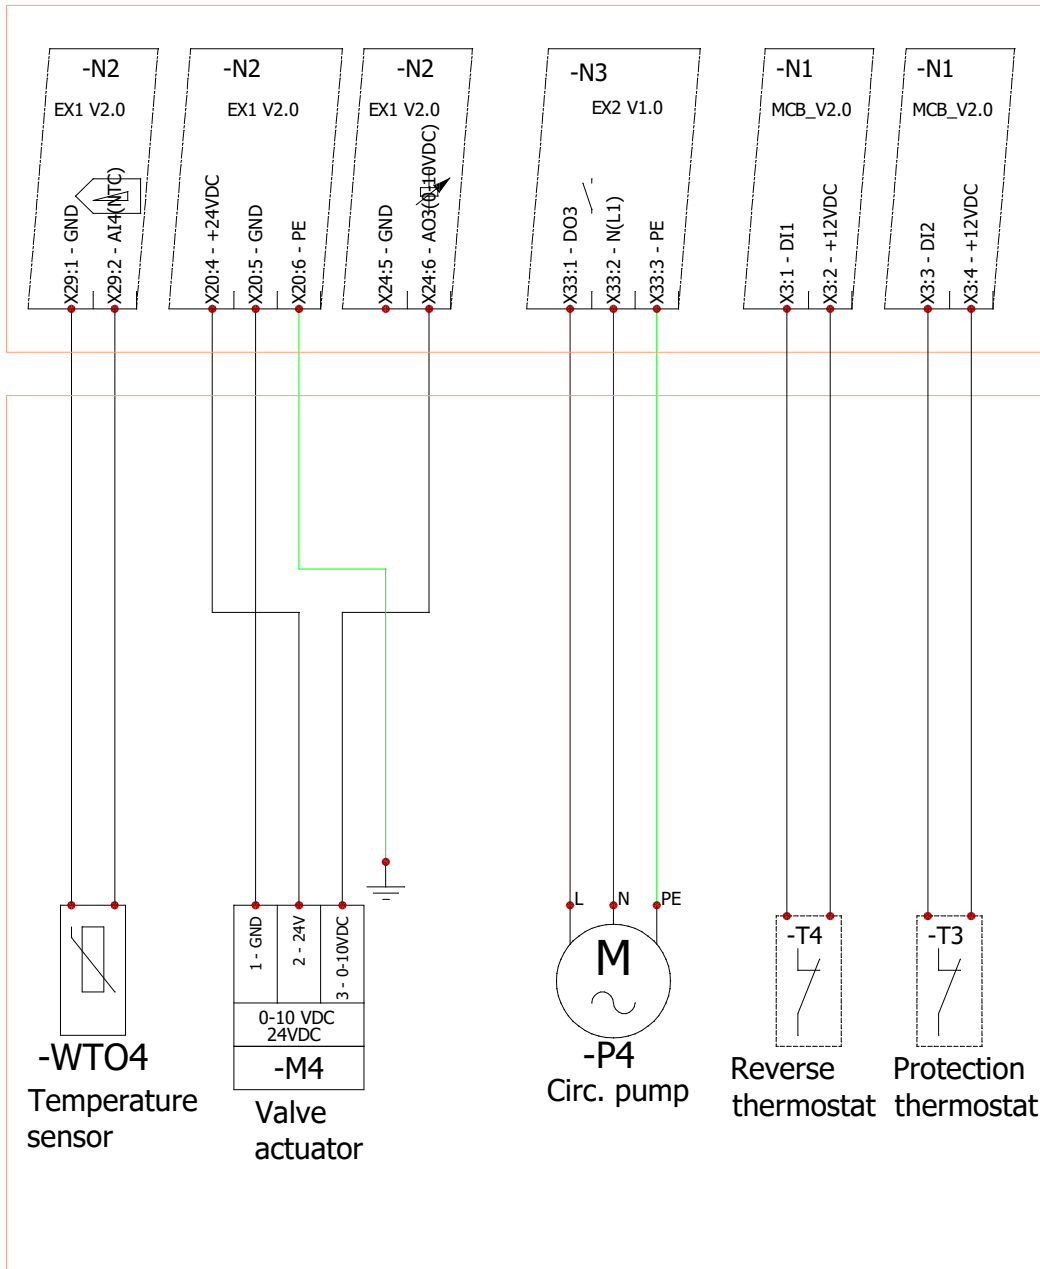 -N2
-N2
-N2
-N3
-N1
-N1
EX1 V2.0
EX1 V2.0
EX1 V2.0
EX2 V1.0
MCB_V2.0
MCB_V2.0
X29:1 - GND
X29:2 - AI4(NTC)
X20:4 - +24VDC
X20:5 - GND
X20:6 - PE
X24:5 - GND
X24:6 - AO3(0-10VDC)
X33:1 - DO3
X33:2 - N(L1)
X33:3 - PE
X3:1 - DI1
X3:2 - +12VDC
X3:3 - DI2
X3:4 - +12VDC
-WTO4
Temperature
sensor
1 - GND
2 - 24V
3 - 0-10VDC
0-10 VDC
24VDC
-M4
Valve
actuator
L
N
PE
M
-P4
Circ. pump
-T4
Reverse
thermostat
-T3
Protection
thermostat